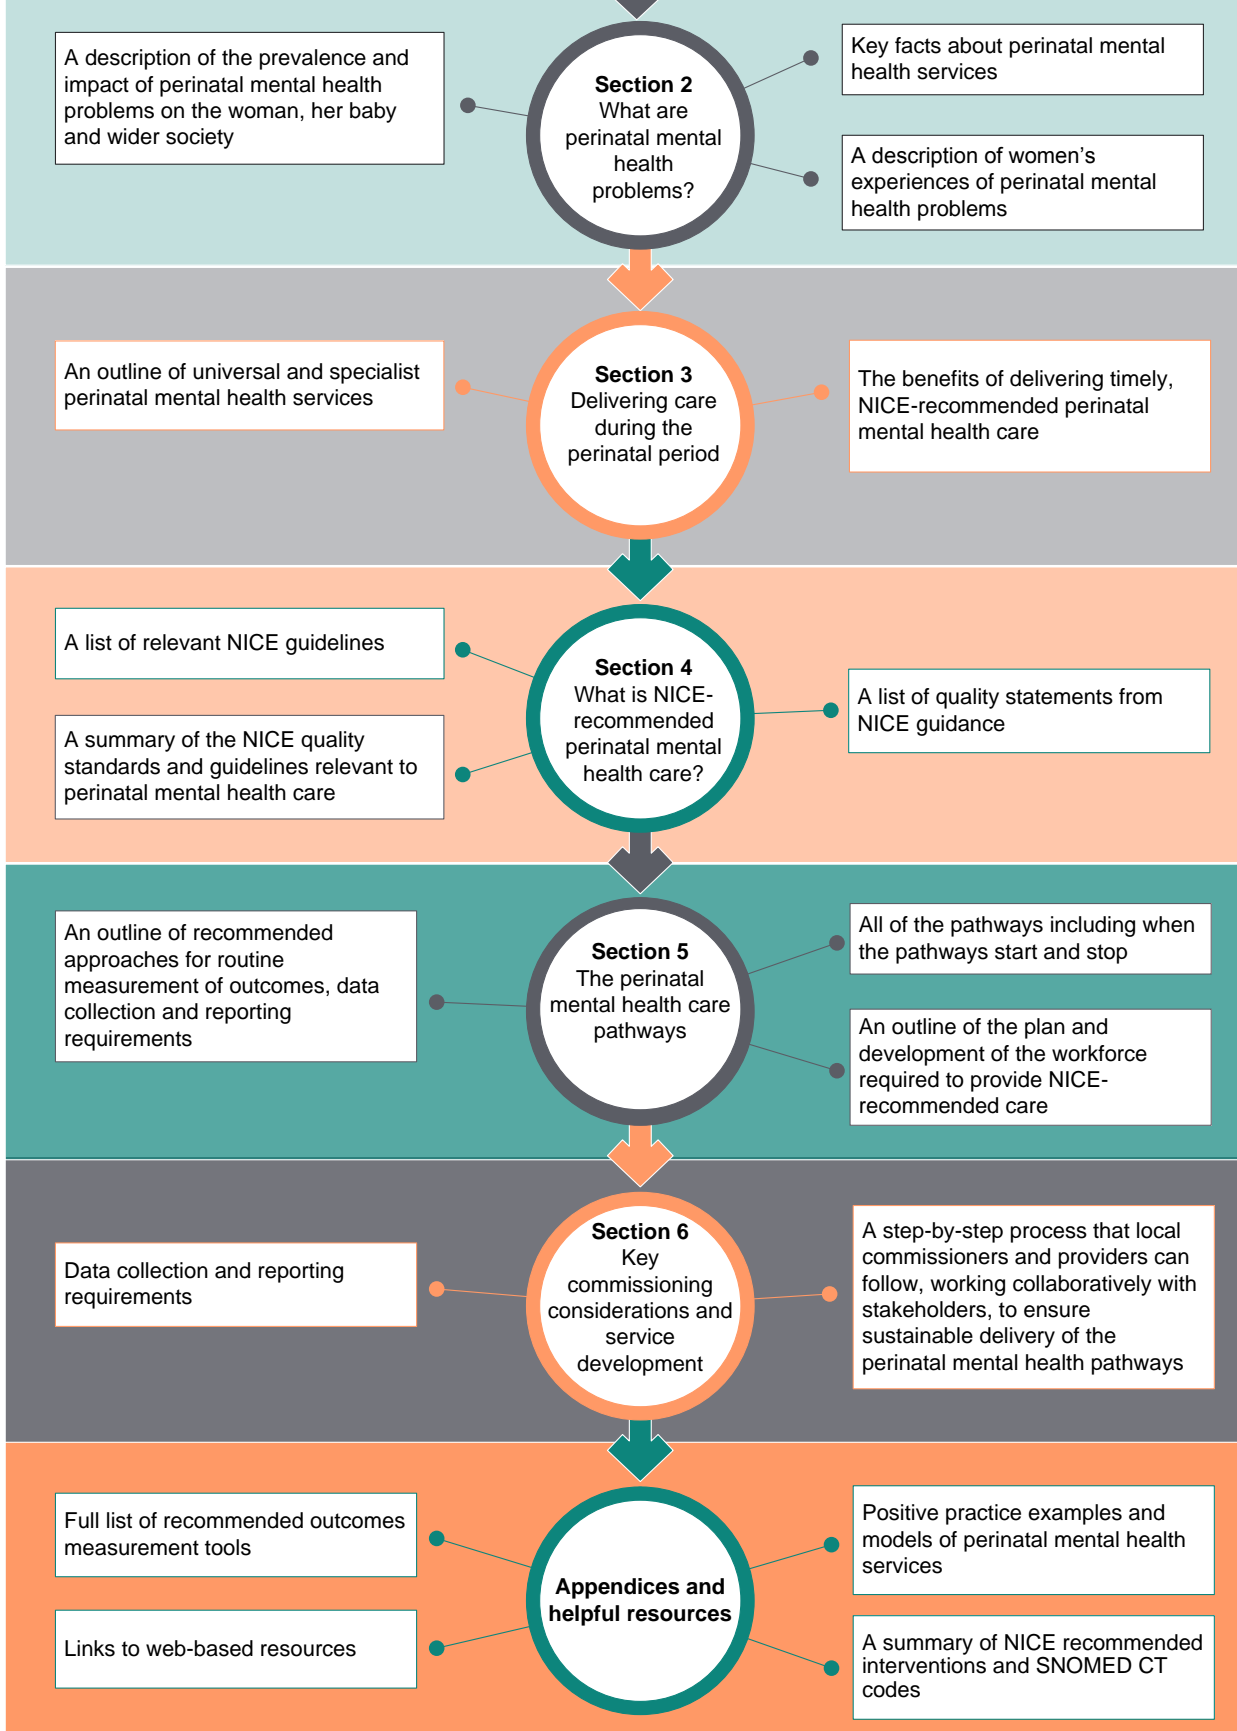 A description of the prevalence and
impact of perinatal mental health
problems on the woman, her baby
and wider society
Section 2
What are
perinatal mental
health
problems?
Key facts about perinatal mental
health services
A description of women’s
experiences of perinatal mental
health problems
An outline of universal and specialist
perinatal mental health services
Section 3
Delivering care
during the
perinatal period
The benefits of delivering timely,
NICE-recommended perinatal
mental health care
A list of relevant NICE guidelines
A summary of the NICE quality
standards and guidelines relevant to
perinatal mental health care
Section 4
What is NICE-
recommended
perinatal mental
health care?
A list of quality statements from
NICE guidance
An outline of recommended
approaches for routine
measurement of outcomes, data
collection and reporting
requirements
Section 5
The perinatal
mental health care
pathways
All of the pathways including when
the pathways start and stop
An outline of the plan and
development of the workforce
required to provide NICE-
recommended care
Data collection and reporting
requirements
Section 6
Key
commissioning
considerations and
service
development
A step-by-step process that local
commissioners and providers can
follow, working collaboratively with
stakeholders, to ensure
sustainable delivery of the
perinatal mental health pathways
Full list of recommended outcomes
measurement tools
Links to web-based resources
Appendices and
helpful resources
Positive practice examples and
models of perinatal mental health
services
A summary of NICE recommended
interventions and SNOMED CT
codes